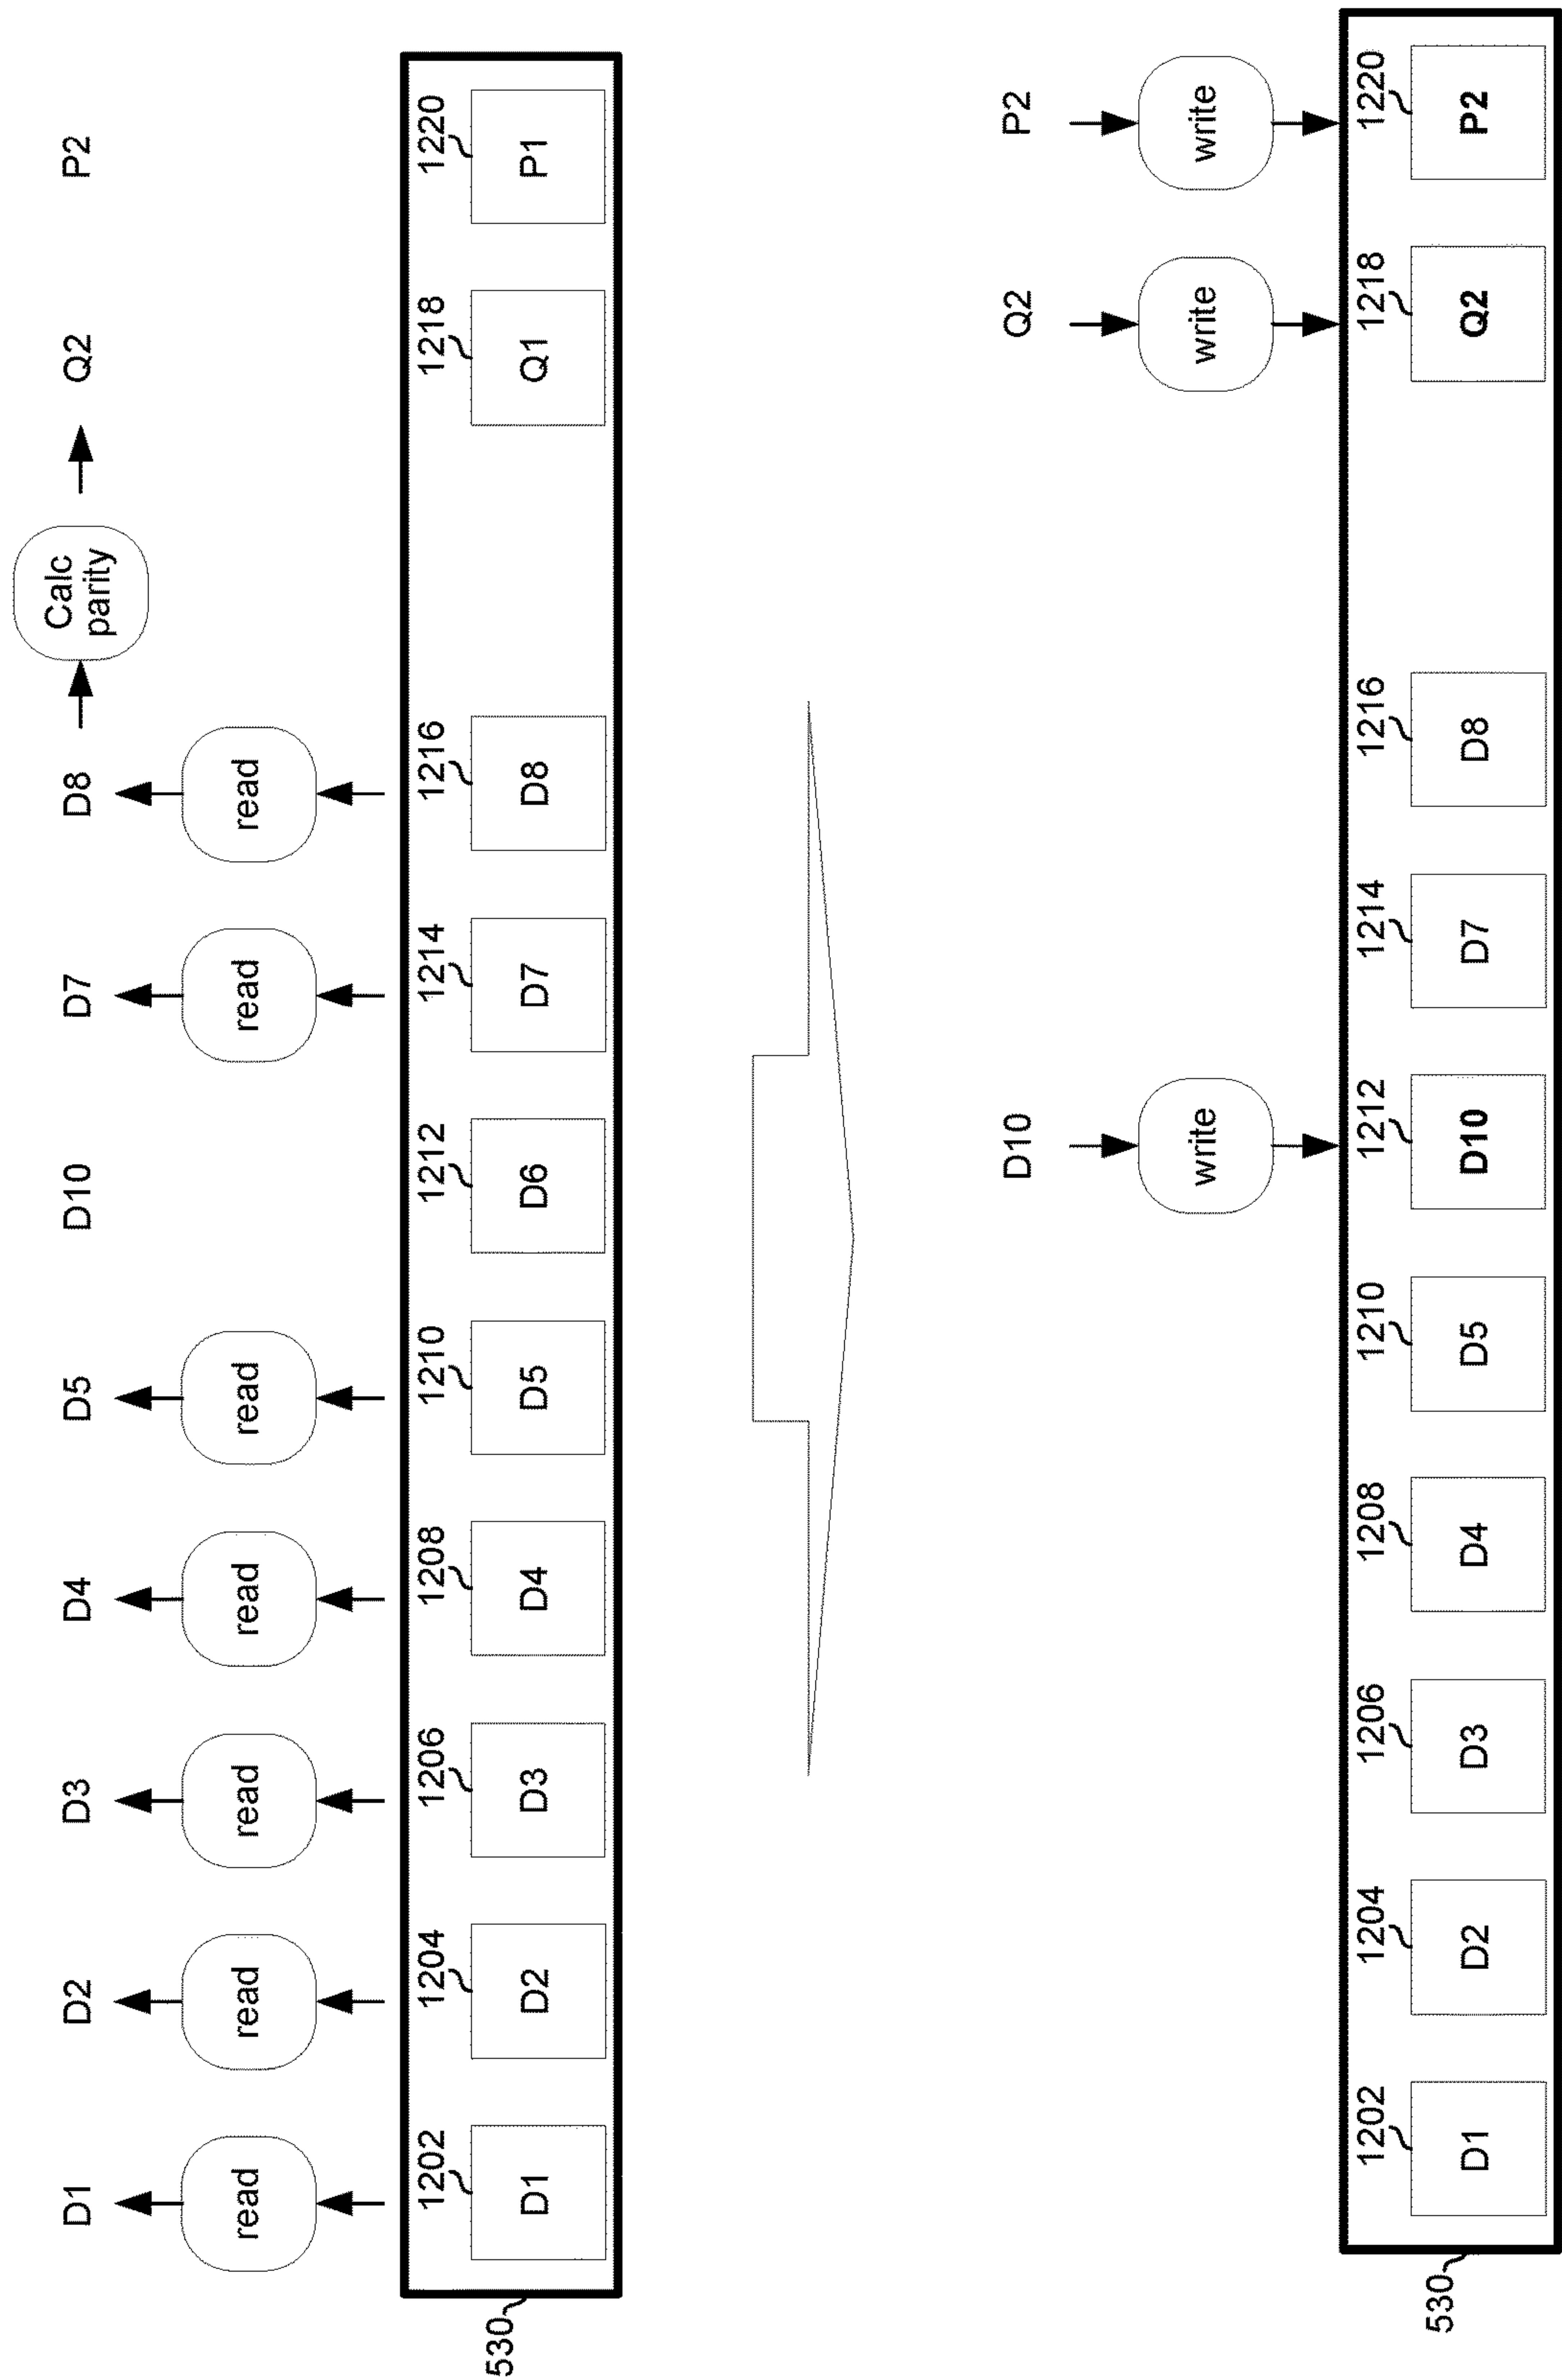 D1 D2 D3 D4 D5 D10 D7 D8 Calc parity Q2 P2
read read read read read read read
1202 1204 1206 1208 1210 1212 1214 1216 1218 1220
D1 D2 D3 D4 D5 D6 D7 D8 Q1 P1
530
D10 Q2 P2
write write write
1202 1204 1206 1208 1210 1212 1214 1216 1218 1220
D1 D2 D3 D4 D5 D10 D7 D8 Q2 P2
530